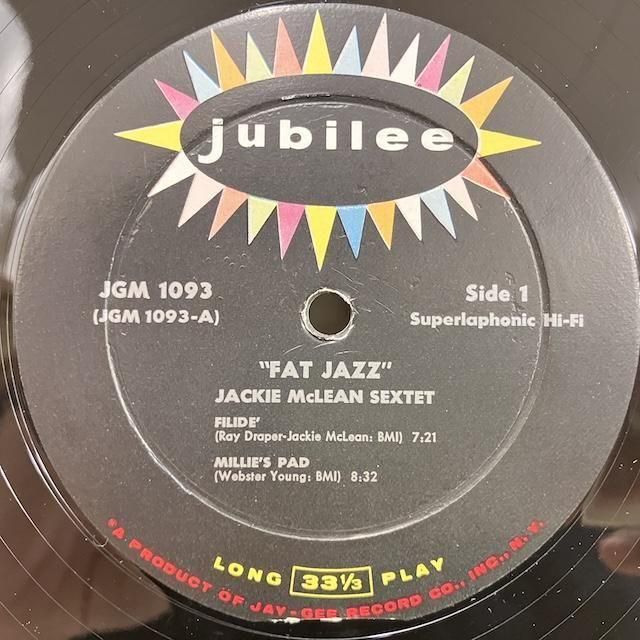 jubilee
JGM 1093
(JGM 1093-A)
Side 1
Superlaphonic Hi-Fi
"FAT JAZZ"
JACKIE McLEAN SEXTET
FILIDE'
(Ray Draper-Jackie McLean: BMI) 7:21
MILLIE'S PAD
(Webster Young: BMI) 8:32
LONG 33⅓ PLAY
*A PRODUCT OF JAY-GEE RECORD CO., INC., N. Y.